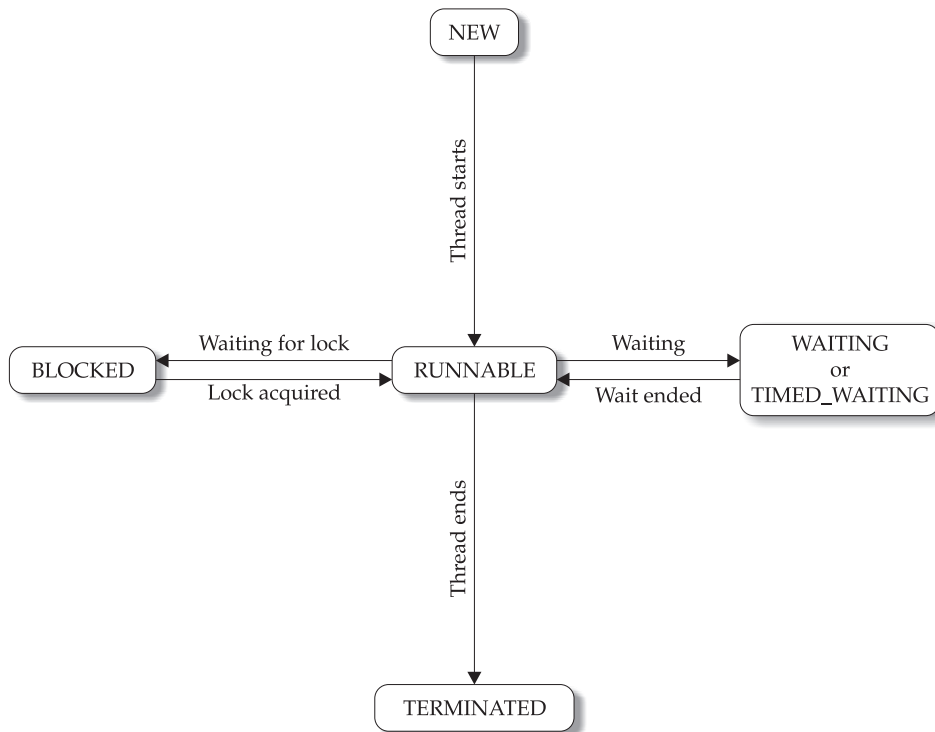 NEW
Thread starts
Waiting for lock
Waiting
BLOCKED
RUNNABLE
WAITING
or
TIMED_WAITING
Lock acquired
Wait ended
Thread ends
TERMINATED